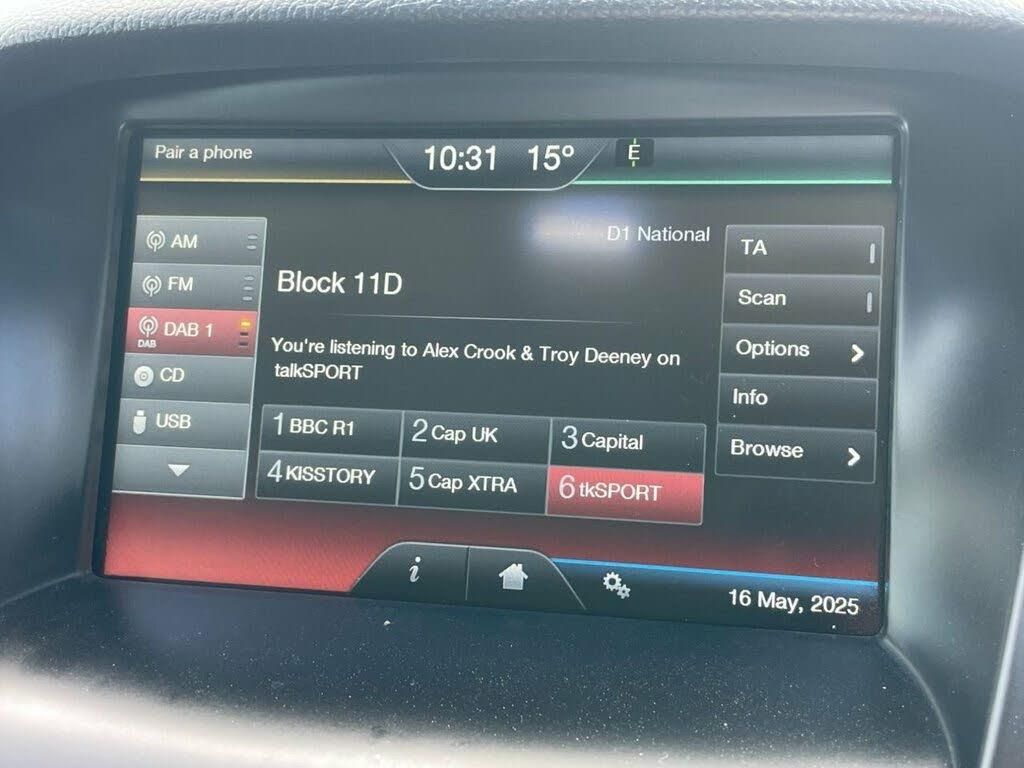 Pair a phone
10:31 15° E
AM
FM
DAB 1
DAB
CD
USB
D1 National
Block 11D
You're listening to Alex Crook & Troy Deeney on
talkSPORT
1 BBC R1
2 Cap UK
3 Capital
4 KISSTORY
5 Cap XTRA
6 tkSPORT
TA
Scan
Options
Info
Browse
i
16 May, 2025